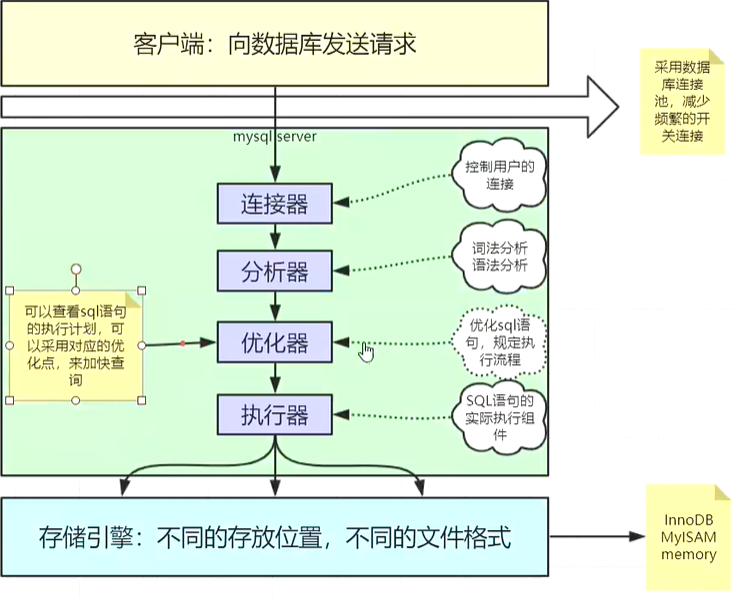 客户端：向数据库发送请求
采用数据
库连接
池，减少
频繁的开
关连接
mysql server
连接器
控制用户的
连接
分析器
词法分析
语法分析
可以查看sql语句
的执行计划，可
以采用对应的优
化点，来加快查
询
优化器
优化sql语
句，规定执
行流程
执行器
SQL语句的
实际执行组
件
存储引擎：不同的存放位置，不同的文件格式
InnoDB
MyISAM
memory